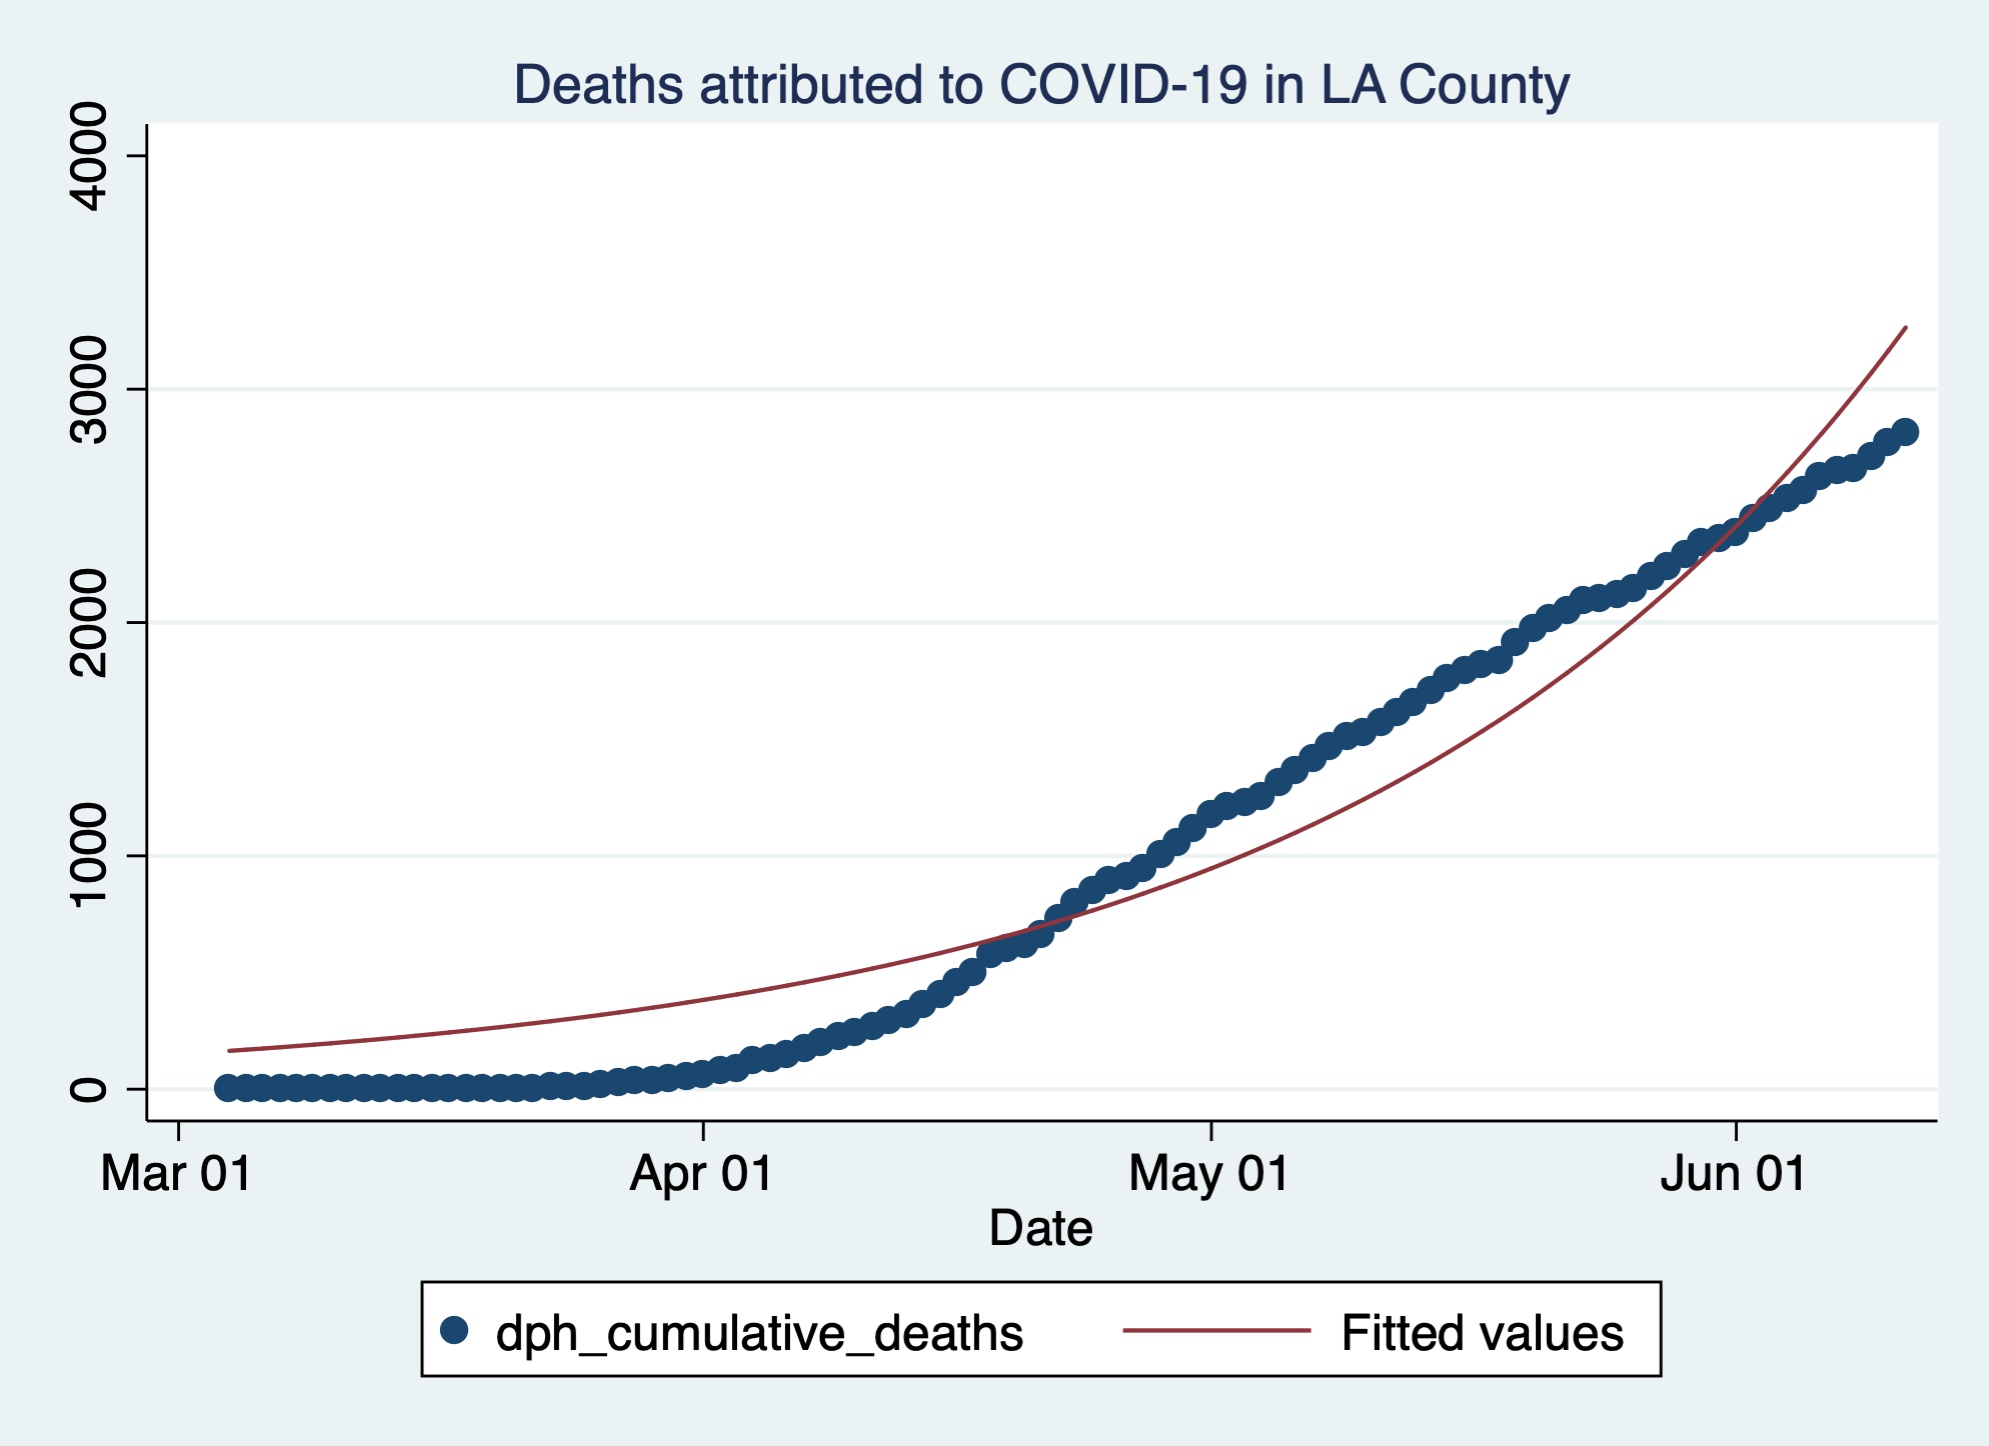 Deaths attributed to COVID-19 in LA County
4000
3000
2000
1000
0
Mar 01 Apr 01 May 01 Jun 01
Date
dph_cumulative_deaths Fitted values